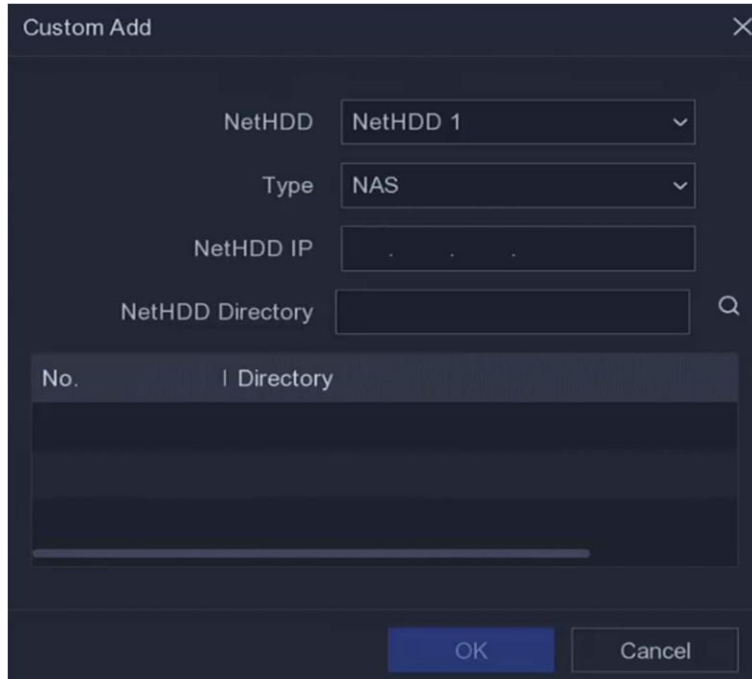 Custom Add
NetHDD NetHDD 1
Type NAS
NetHDD IP . . .
NetHDD Directory
No. Directory
OK Cancel